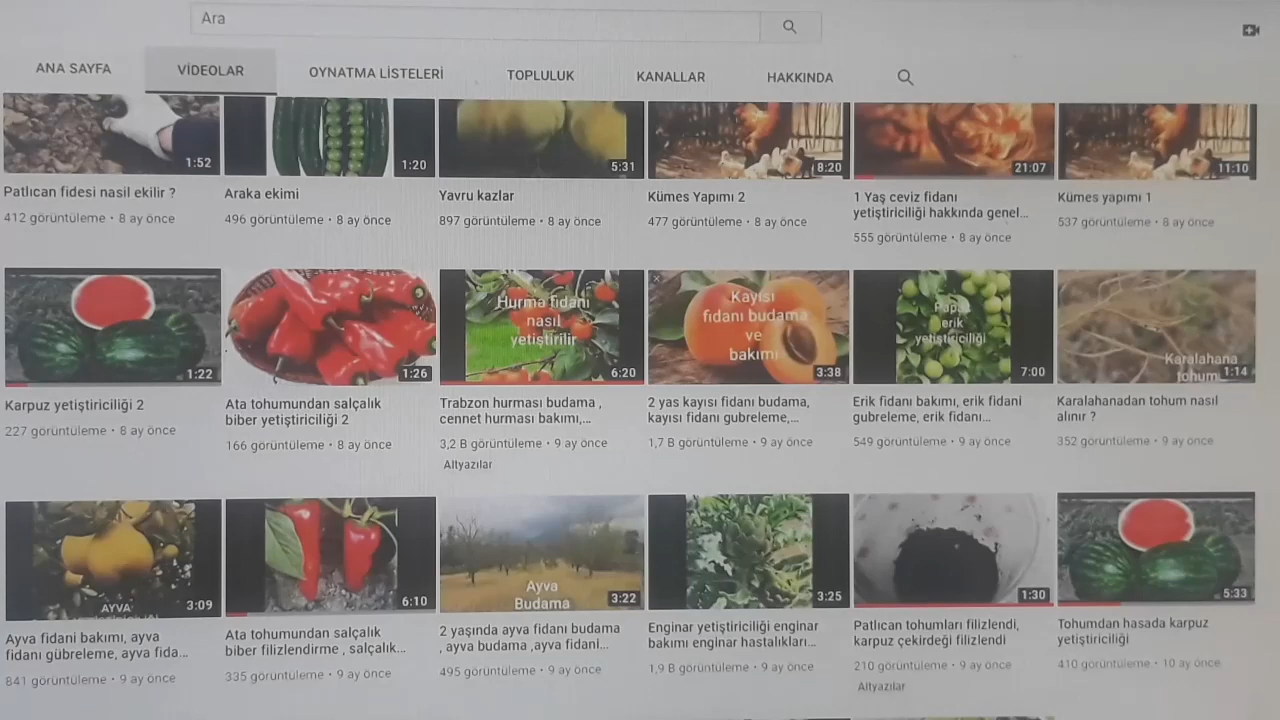 Ara
ANA SAYFA VİDEOLAR OYNATMA LİSTELERİ TOPLULUK KANALLAR HAKKINDA
1:52 1:20 5:31 8:20 21:07 11:10
Patlıcan fidesi nasil ekilir ?
412 görüntüleme • 8 ay önce
Araka ekimi
496 görüntüleme • 8 ay önce
Yavru kazlar
897 görüntüleme • 8 ay önce
Kümes Yapımı 2
477 görüntüleme • 8 ay önce
1 Yaş ceviz fidanı
yetiştiriciliği hakkında genel...
555 görüntüleme • 8 ay önce
Kümes yapımı 1
537 görüntüleme • 8 ay önce
1:22
Karpuz yetiştiriciliği 2
227 görüntüleme • 8 ay önce
1:26
Ata tohumundan salçalık
biber yetiştiriciliği 2
166 görüntüleme • 8 ay önce
Hurma fidanı
nasıl
yetiştirilir
6:20
Trabzon hurması budama ,
cennet hurması bakımı,...
3,2 B görüntüleme • 9 ay önce
Altyazılar
Kayısı
fidanı budama
ve
bakımı
3:38
2 yas kayısı fidanı budama,
kayısı fidanı gubreleme,...
1,7 B görüntüleme • 9 ay önce
Papaz
erik
yetiştiriciliği
7:00
Erik fidanı bakımı, erik fidani
gubreleme, erik fidanı...
549 görüntüleme • 9 ay önce
Karalahana
tohum
1:14
Karalahanadan tohum nasıl
alınır ?
352 görüntüleme • 9 ay önce
AYVA
3:09
Ayva fidani bakımı, ayva
fidanı gübreleme, ayva fida...
841 görüntüleme • 9 ay önce
6:10
Ata tohumundan salçalık
biber filizlendirme , salçalık...
335 görüntüleme • 9 ay önce
Ayva
Budama
3:22
2 yaşında ayva fidanı budama
, ayva budama ,ayva fidani...
495 görüntüleme • 9 ay önce
3:25
Enginar yetiştiriciliği enginar
bakımı enginar hastalıkları...
1,9 B görüntüleme • 9 ay önce
1:30
Patlıcan tohumları filizlendi,
karpuz çekirdeği filizlendi
210 görüntüleme • 9 ay önce
Altyazılar
5:33
Tohumdan hasada karpuz
yetiştiriciliği
410 görüntüleme • 10 ay önce